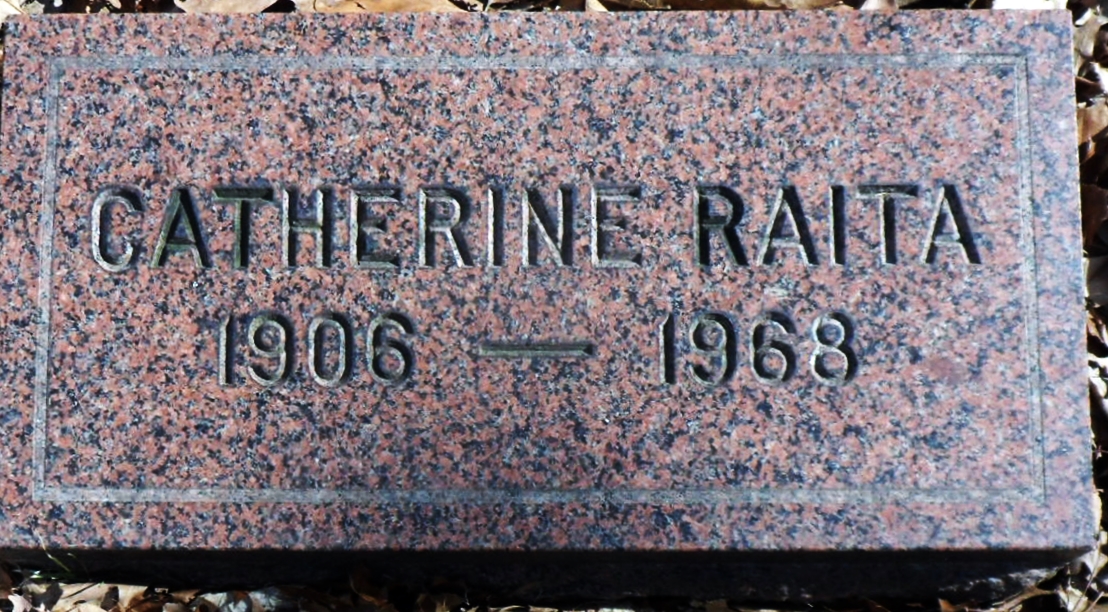 CATHERINE RAITA
1906 — 1968